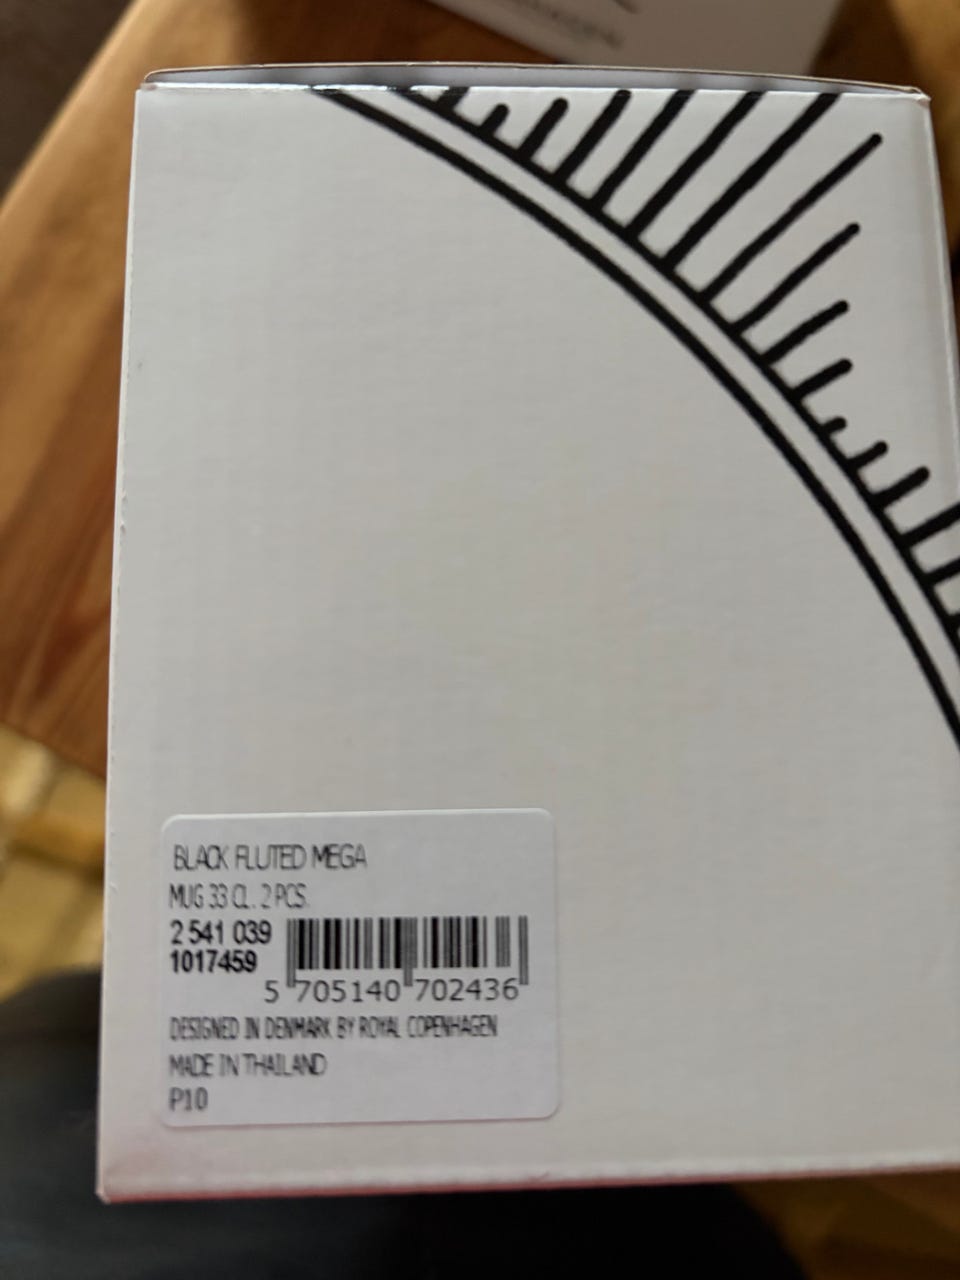 BLACK FLUTED MEGA
MUG 33 CL. 2 PCS.
2 541 039
1017459
5 705140 702436
DESIGNED IN DENMARK BY ROYAL COPENHAGEN
MADE IN THAILAND
P10